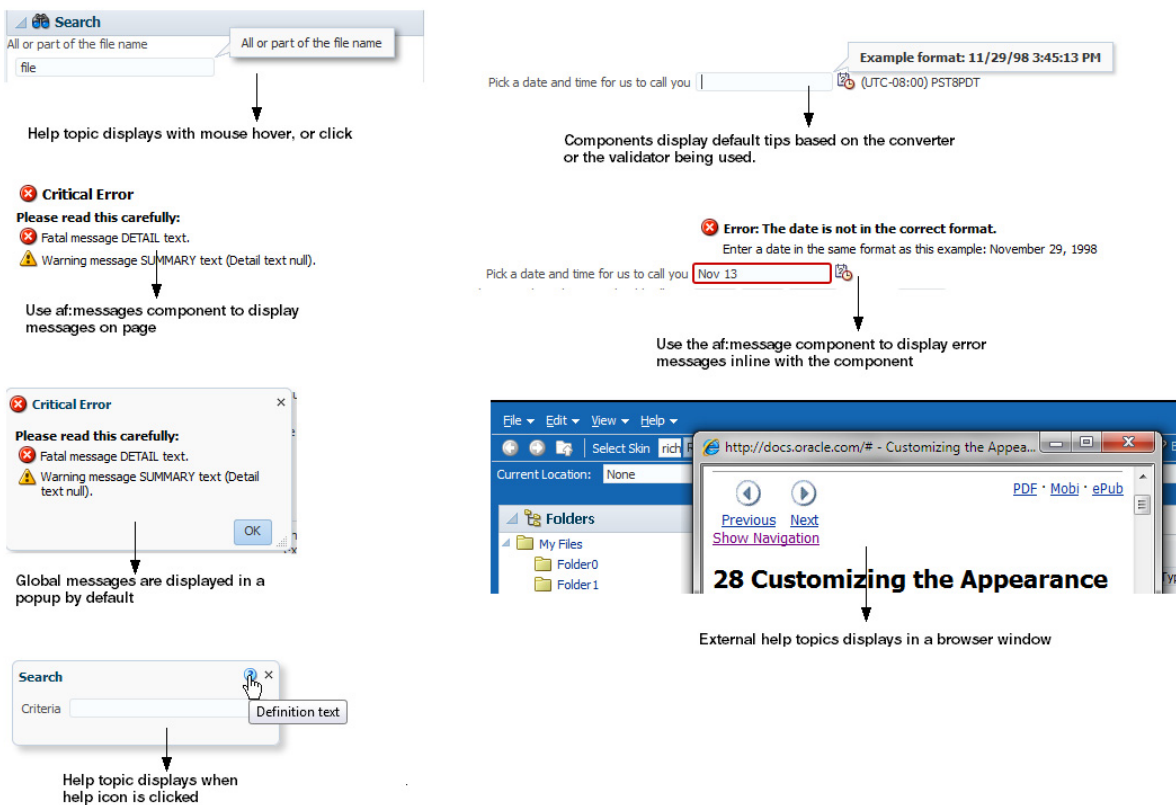 Search
All or part of the file name
All or part of the file name
file
Help topic displays with mouse hover, or click
Example format: 11/29/98 3:45:13 PM
Pick a date and time for us to call you
(UTC-08:00) PST8PDT
Components display default tips based on the converter
or the validator being used.
Critical Error
Please read this carefully:
Fatal message DETAIL text.
Warning message SUMMARY text (Detail text null).
Use af:messages component to display
messages on page
Error: The date is not in the correct format.
Enter a date in the same format as this example: November 29, 1998
Pick a date and time for us to call you
Nov 13
Use the af:message component to display error
messages inline with the component
Critical Error
Please read this carefully:
Fatal message DETAIL text.
Warning message SUMMARY text (Detail
text null).
OK
Global messages are displayed in a
popup by default
File Edit View Help
Select Skin rich
Current Location: None
Folders
My Files
Folder0
Folder1
http://docs.oracle.com/# - Customizing the Appea...
PDF · Mobi · ePub
Previous Next
Show Navigation
28 Customizing the Appearance
External help topics displays in a browser window
Search
Criteria
Definition text
Help topic displays when
help icon is clicked